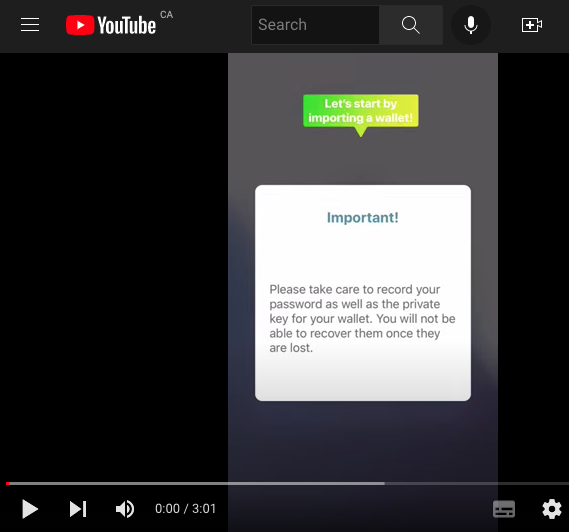 YouTube CA
Search
Let's start by
importing a wallet!
Important!
Please take care to record your
password as well as the private
key for your wallet. You will not be
able to recover them once they
are lost.
0:00 / 3:01